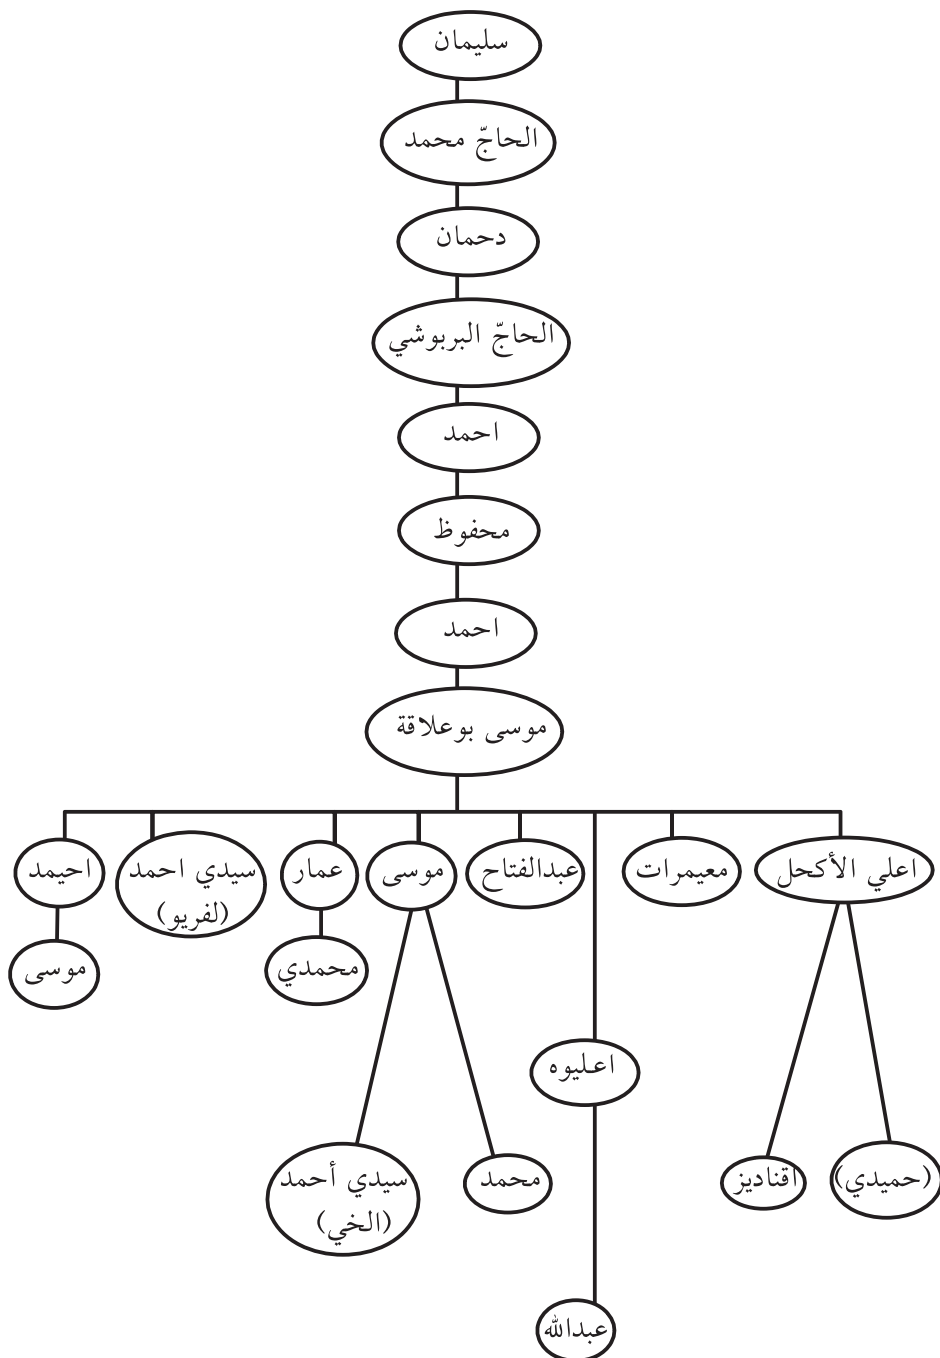 سليمان
الحاجّ محمد
دحمان
الحاجّ البربوشي
احمد
محفوظ
احمد
موسى بوعلاقة
اعلي الأكحل
معيمرات
عبدالفتاح
موسى
عمار
سيدي احمد
(لفريو)
احيمد
محمدي
موسى
اعليوه
(حميدي)
اقناديز
محمد
سيدي أحمد
(الخي)
عبدالله